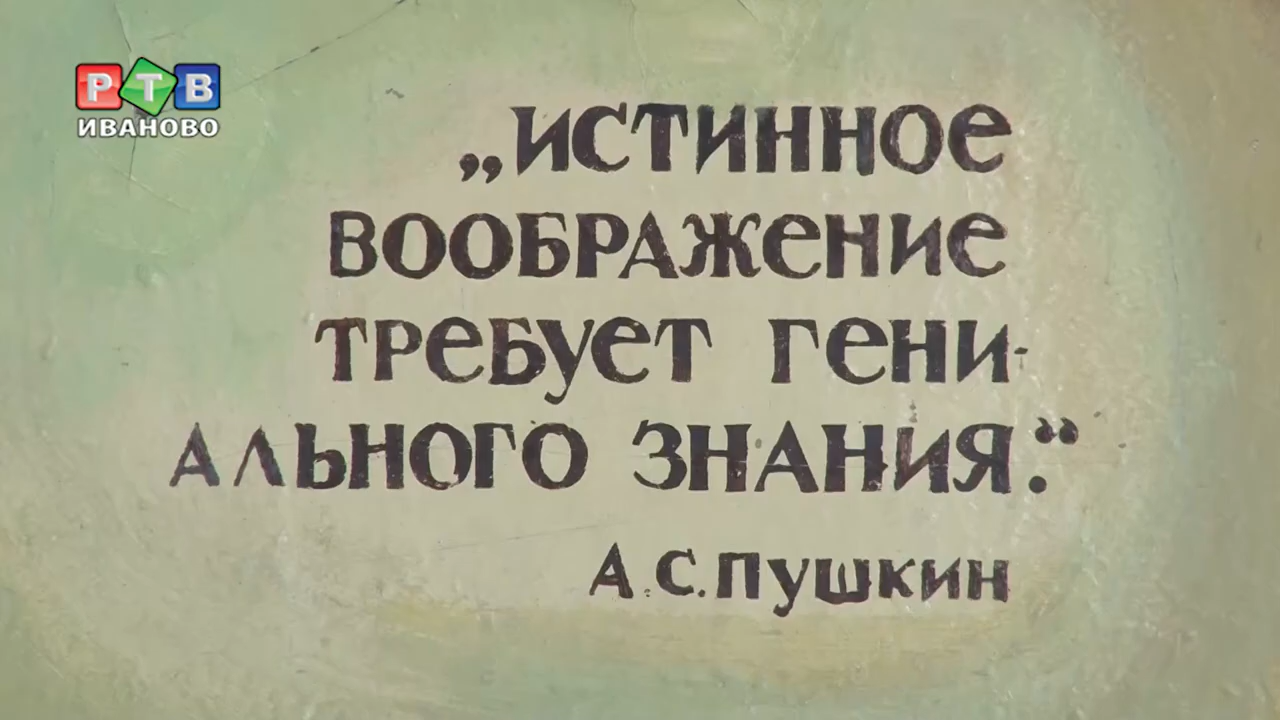 РТВ
ИВАНОВО
„ИСТИННОЕ
ВООБРАЖЕНИЕ
ТРЕБУЕТ ГЕНИ-
АЛЬНОГО ЗНАНИЯ.“
А.С.ПУШКИН